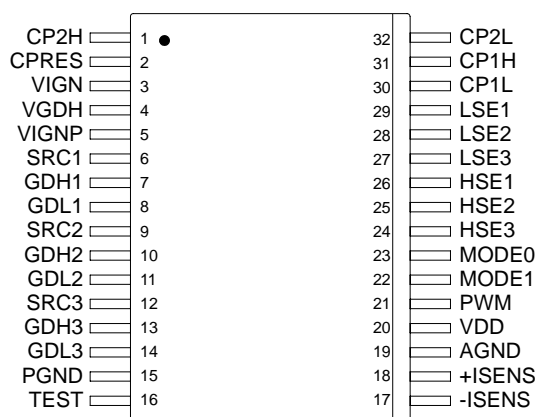 CP2H 1 32 CP2L
CPRES 2 31 CP1H
VIGN 3 30 CP1L
VGDH 4 29 LSE1
VIGNP 5 28 LSE2
SRC1 6 27 LSE3
GDH1 7 26 HSE1
GDL1 8 25 HSE2
SRC2 9 24 HSE3
GDH2 10 23 MODE0
GDL2 11 22 MODE1
SRC3 12 21 PWM
GDH3 13 20 VDD
GDL3 14 19 AGND
PGND 15 18 +ISENS
TEST 16 17 -ISENS